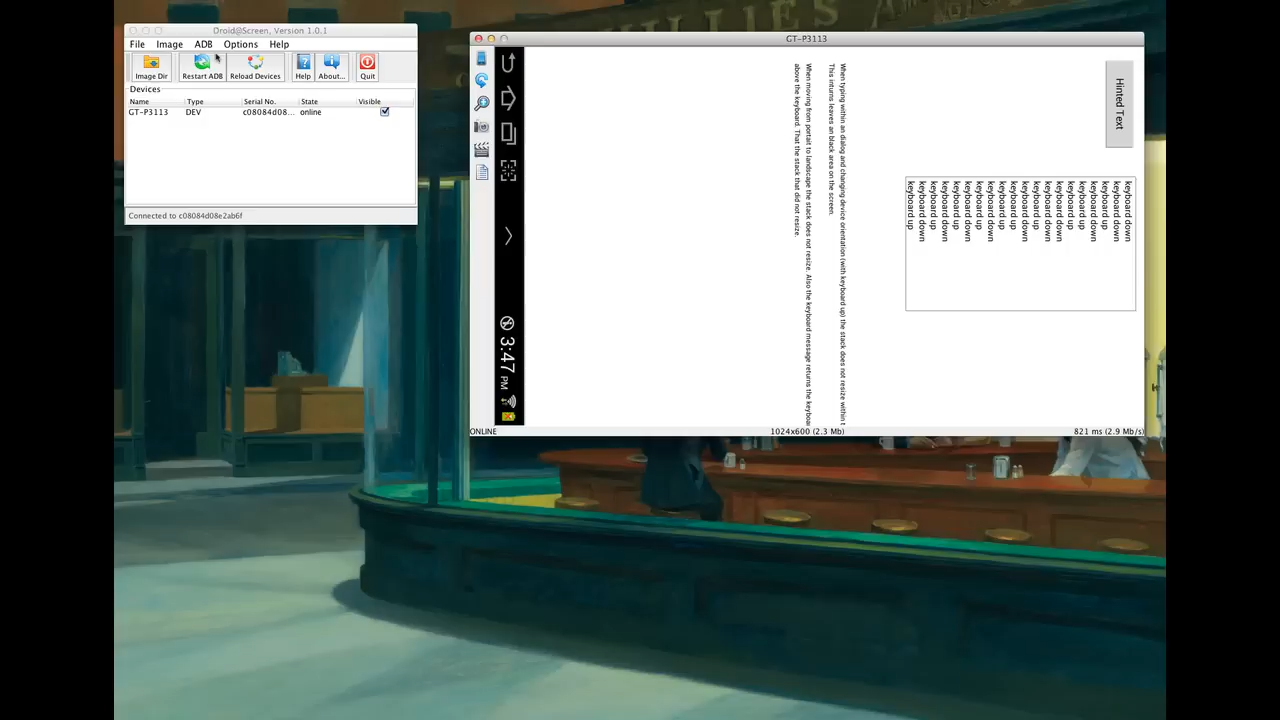 PHILLIES
Droid@Screen, Version 1.0.1
File Image ADB Options Help
Image Dir Restart ADB Reload Devices Help About... Quit
Devices
Name Type Serial No. State Visible
GT-P3113 DEV c08084d08... online
Connected to c08084d08e2ab6f
GT-P3113
Hinted Text
keyboard down
keyboard down
keyboard up
keyboard down
keyboard up
keyboard up
keyboard down
keyboard down
keyboard up
keyboard down
keyboard up
keyboard up
keyboard down
keyboard up
keyboard down
keyboard up
keyboard down
keyboard up
keyboard down
keyboard up
When typing within an dialog and changing device orientation (with keyboard up) the stack does not resize within t
This inturns leaves an black area on the screen.
When moving from portait to landscape the stack does not resize. Also the keyboard message returns the keyboa
above the keyboard. That the stack that did not resize.
3:47 PM
ONLINE 1024x600 (2.3 Mb) 821 ms (2.9 Mb/s)